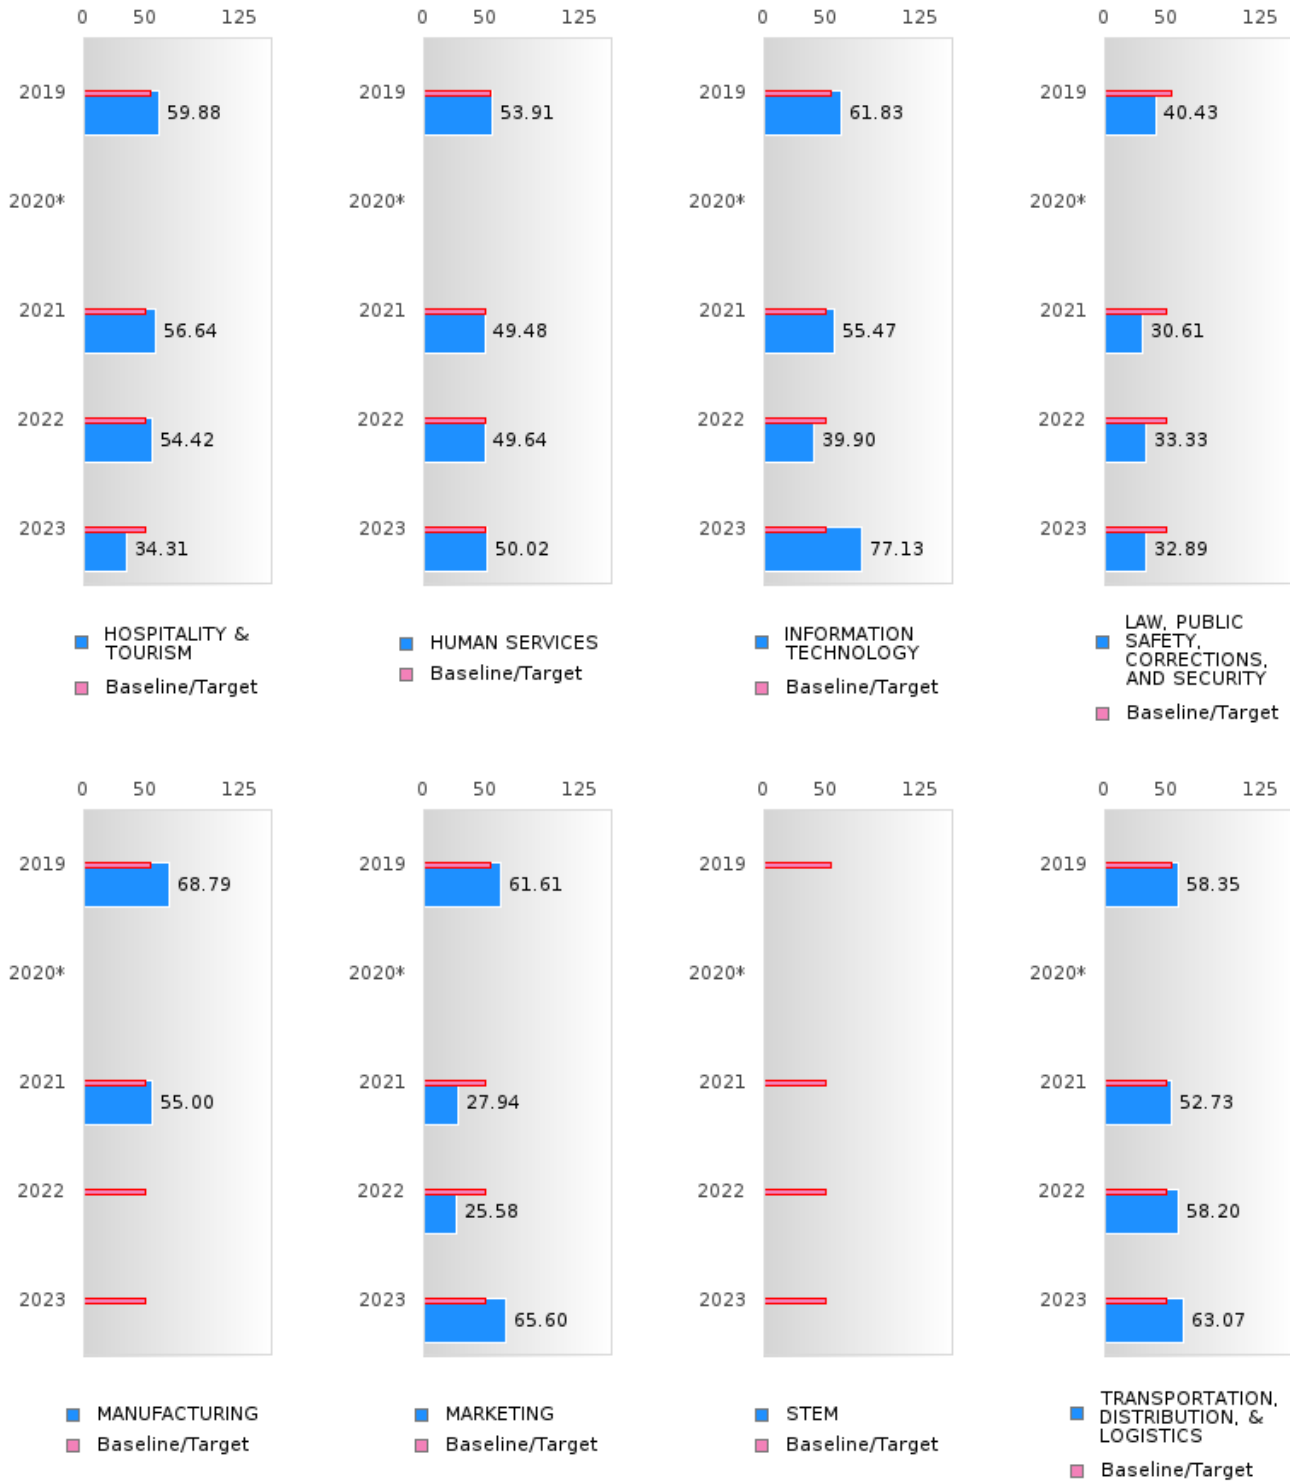 0 50 125
2019
59.88
2020*
2021
56.64
2022
54.42
2023
34.31
HOSPITALITY &
TOURISM
Baseline/Target
0 50 125
2019
53.91
2020*
2021
49.48
2022
49.64
2023
50.02
HUMAN SERVICES
Baseline/Target
0 50 125
2019
61.83
2020*
2021
55.47
2022
39.90
2023
77.13
INFORMATION
TECHNOLOGY
Baseline/Target
0 50 125
2019
40.43
2020*
2021
30.61
2022
33.33
2023
32.89
LAW, PUBLIC
SAFETY,
CORRECTIONS,
AND SECURITY
Baseline/Target
0 50 125
2019
68.79
2020*
2021
55.00
2022
2023
MANUFACTURING
Baseline/Target
0 50 125
2019
61.61
2020*
2021
27.94
2022
25.58
2023
65.60
MARKETING
Baseline/Target
0 50 125
2019
2020*
2021
2022
2023
STEM
Baseline/Target
0 50 125
2019
58.35
2020*
2021
52.73
2022
58.20
2023
63.07
TRANSPORTATION,
DISTRIBUTION, &
LOGISTICS
Baseline/Target